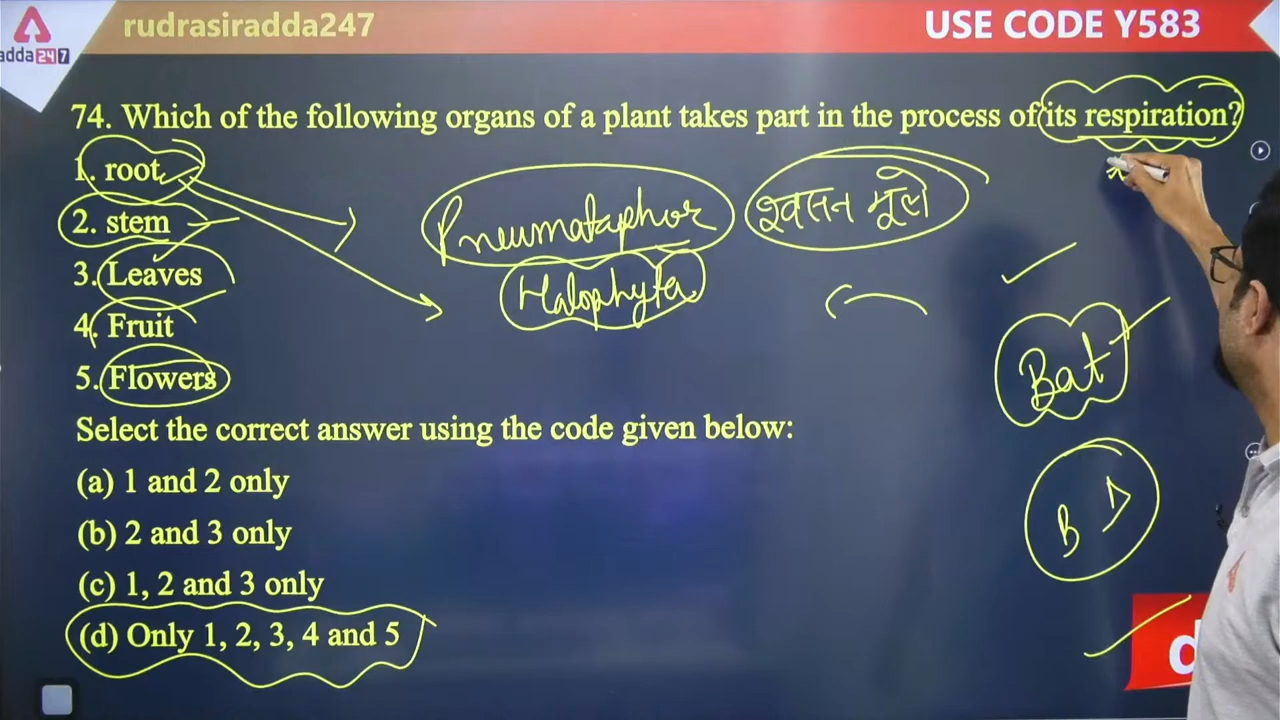 rudrasiradda247
USE CODE Y583
adda247
74. Which of the following organs of a plant takes part in the process of its respiration?
1. root
2. stem
3. Leaves
4. Fruit
5. Flowers
Pneumataphor
श्वसन मूले
Halophyta
Bat
B D
Select the correct answer using the code given below:
(a) 1 and 2 only
(b) 2 and 3 only
(c) 1, 2 and 3 only
(d) Only 1, 2, 3, 4 and 5
d